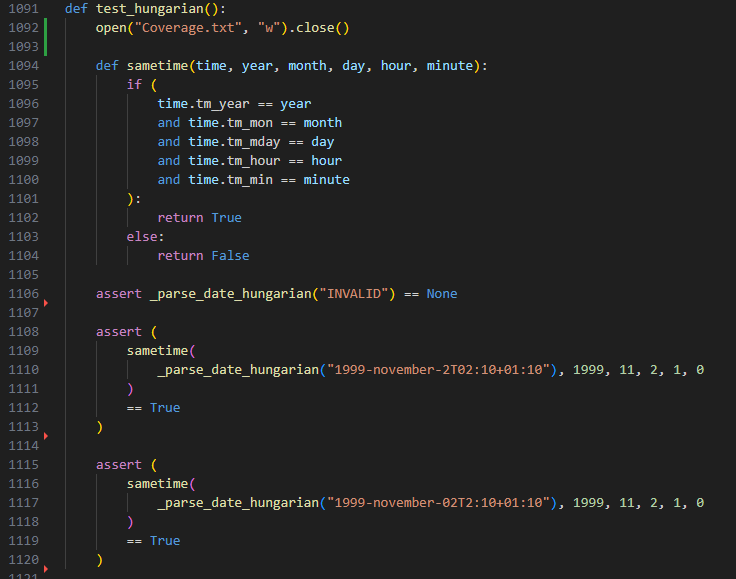 1091 def test_hungarian():
1092     open("Coverage.txt", "w").close()
1093
1094     def sametime(time, year, month, day, hour, minute):
1095         if (
1096             time.tm_year == year
1097             and time.tm_mon == month
1098             and time.tm_mday == day
1099             and time.tm_hour == hour
1100             and time.tm_min == minute
1101         ):
1102             return True
1103         else:
1104             return False
1105
1106     assert _parse_date_hungarian("INVALID") == None
1107
1108     assert (
1109         sametime(
1110             _parse_date_hungarian("1999-november-2T02:10+01:10"), 1999, 11, 2, 1, 0
1111         )
1112         == True
1113     )
1114
1115     assert (
1116         sametime(
1117             _parse_date_hungarian("1999-november-02T2:10+01:10"), 1999, 11, 2, 1, 0
1118         )
1119         == True
1120     )
1121